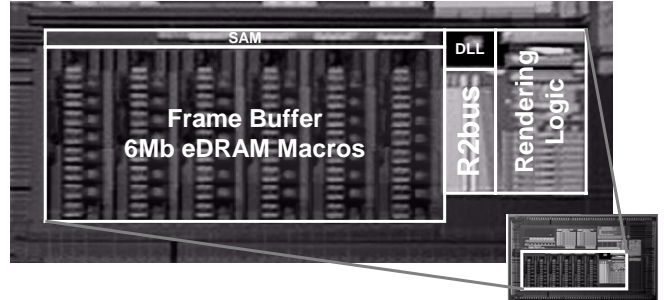 SAM
DLL
Frame Buffer
6Mb eDRAM Macros
R2bus
Rendering
Logic